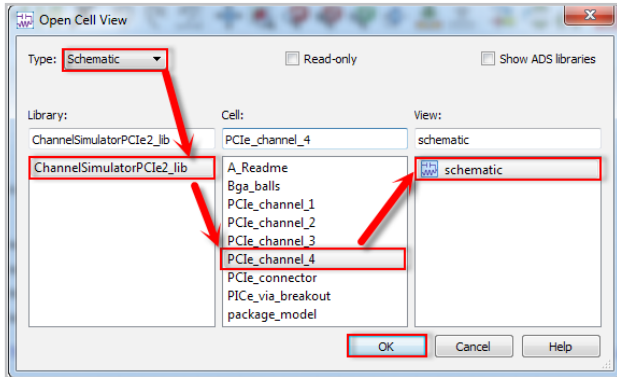 Open Cell View
Type: Schematic
Read-only
Show ADS libraries
Library:
Cell:
View:
ChannelSimulatorPCIe2_lib
PCIe_channel_4
schematic
ChannelSimulatorPCIe2_lib
A_Readme
Bga_balls
PCIe_channel_1
PCIe_channel_2
PCIe_channel_3
PCIe_channel_4
PCIe_connector
PICe_via_breakout
package_model
schematic
OK
Cancel
Help